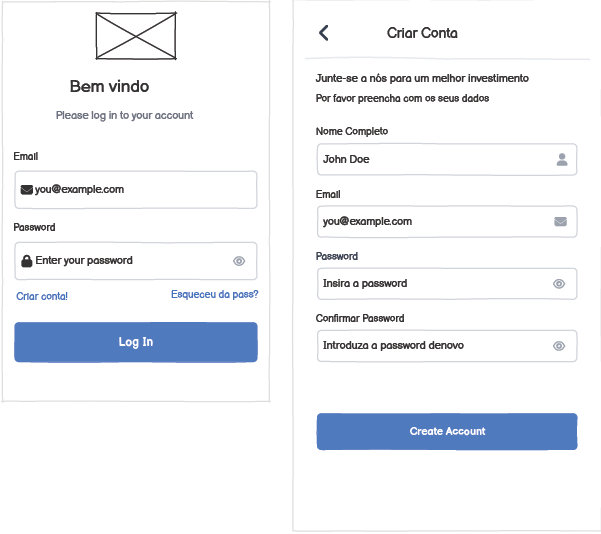 Bem vindo
Please log in to your account
Email
you@example.com
Password
Enter your password
Criar conta!
Esqueceu da pass?
Log In
Criar Conta
Junte-se a nós para um melhor investimento
Por favor preencha com os seus dados
Nome Completo
John Doe
Email
you@example.com
Password
Insira a password
Confirmar Password
Introduza a password denovo
Create Account